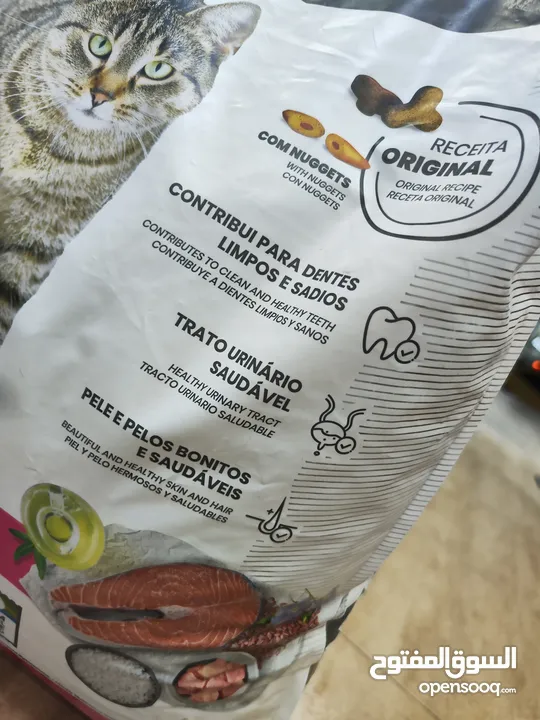 RECEITA
ORIGINAL
ORIGINAL RECIPE
RECETA ORIGINAL
COM NUGGETS
WITH NUGGETS
CON NUGGETS
CONTRIBUI PARA DENTES
LIMPOS E SADIOS
CONTRIBUTES TO CLEAN AND HEALTHY TEETH
CONTRIBUYE A DIENTES LIMPIOS Y SANOS
TRATO URINÁRIO
SAUDÁVEL
HEALTHY URINARY TRACT
TRACTO URINARIO SALUDABLE
PELE E PELOS BONITOS
E SAUDÁVEIS
BEAUTIFUL AND HEALTHY SKIN AND HAIR
PIEL Y PELO HERMOSOS Y SALUDABLES
السوق المفتوح
opensooq.com